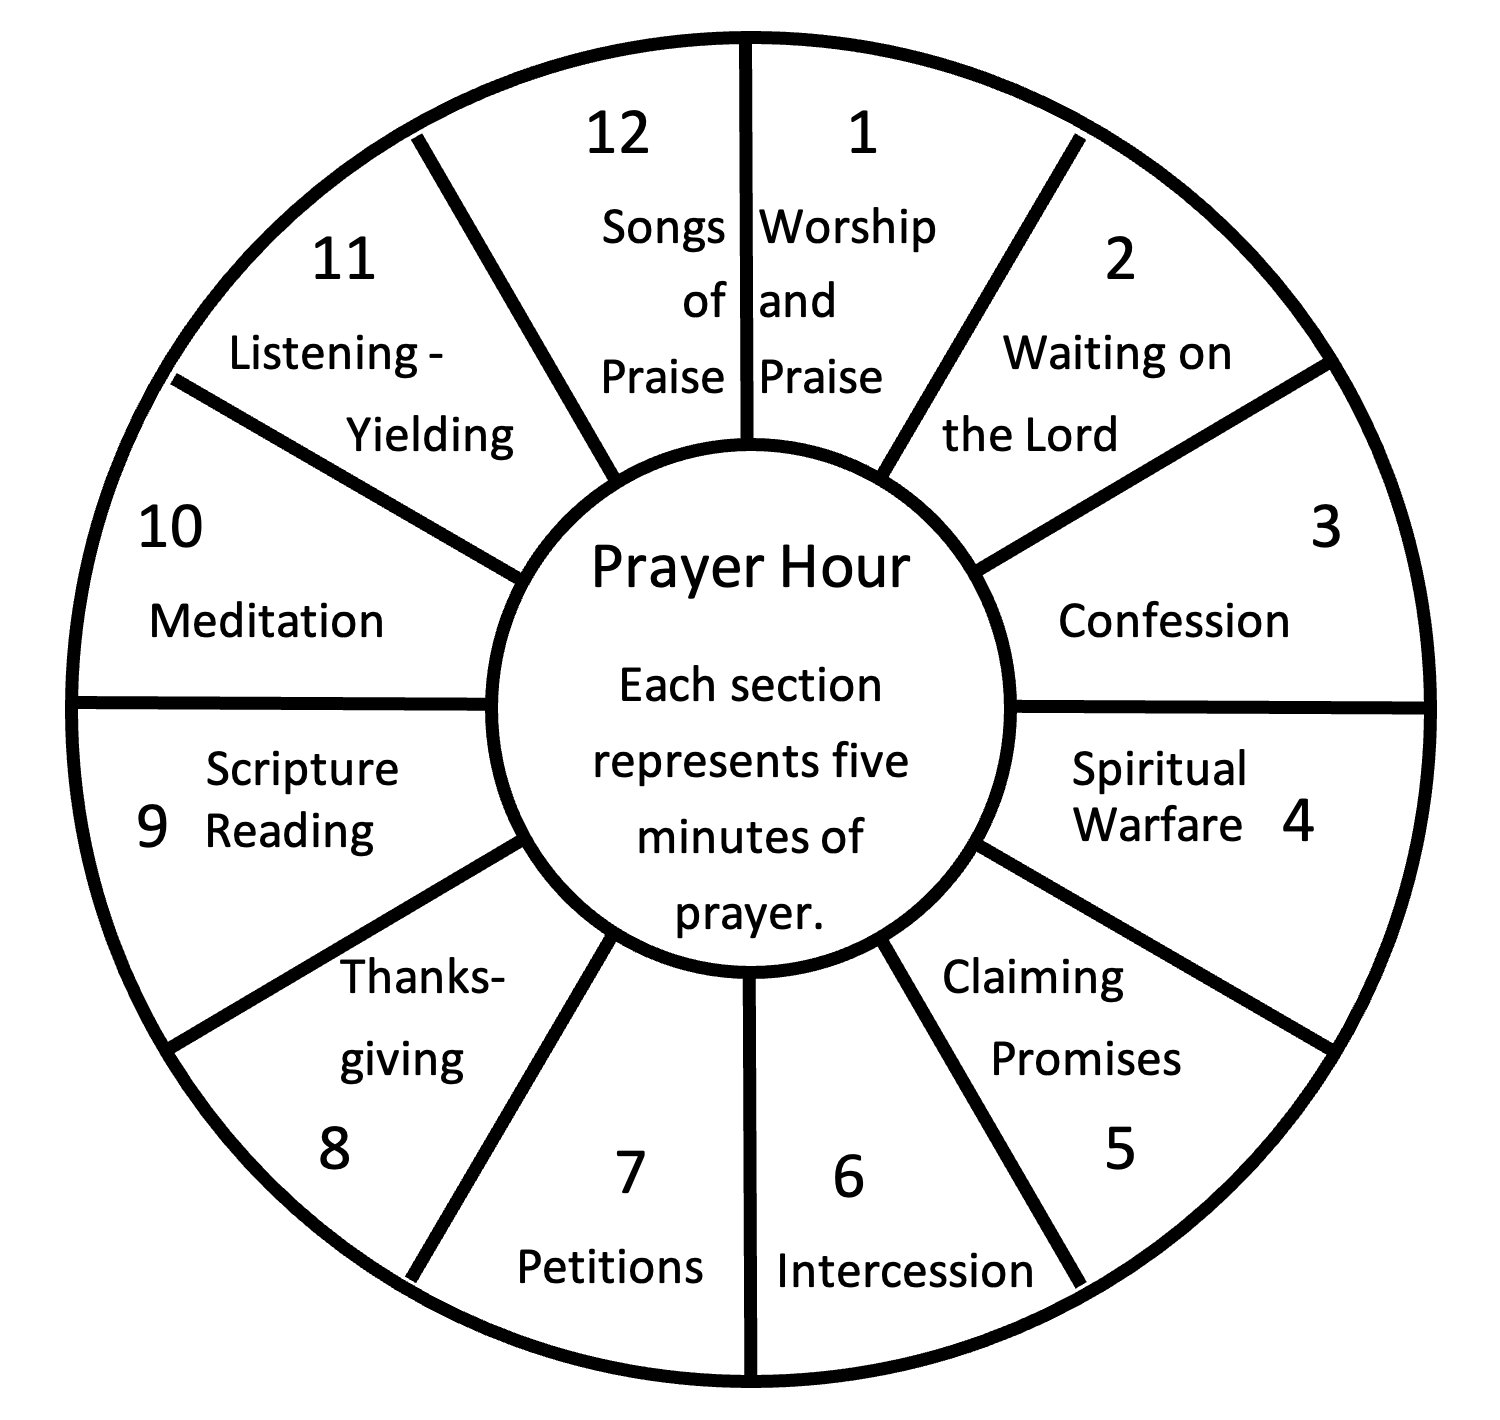 Prayer Hour
Each section
represents five
minutes of
prayer.
1
Worship
and
Praise
2
Waiting on
the Lord
3
Confession
Spiritual
Warfare 4
Claiming
Promises
5
6
Intercession
7
Petitions
Thanks-
giving
8
Scripture
9 Reading
10
Meditation
11
Listening -
Yielding
12
Songs
of
Praise